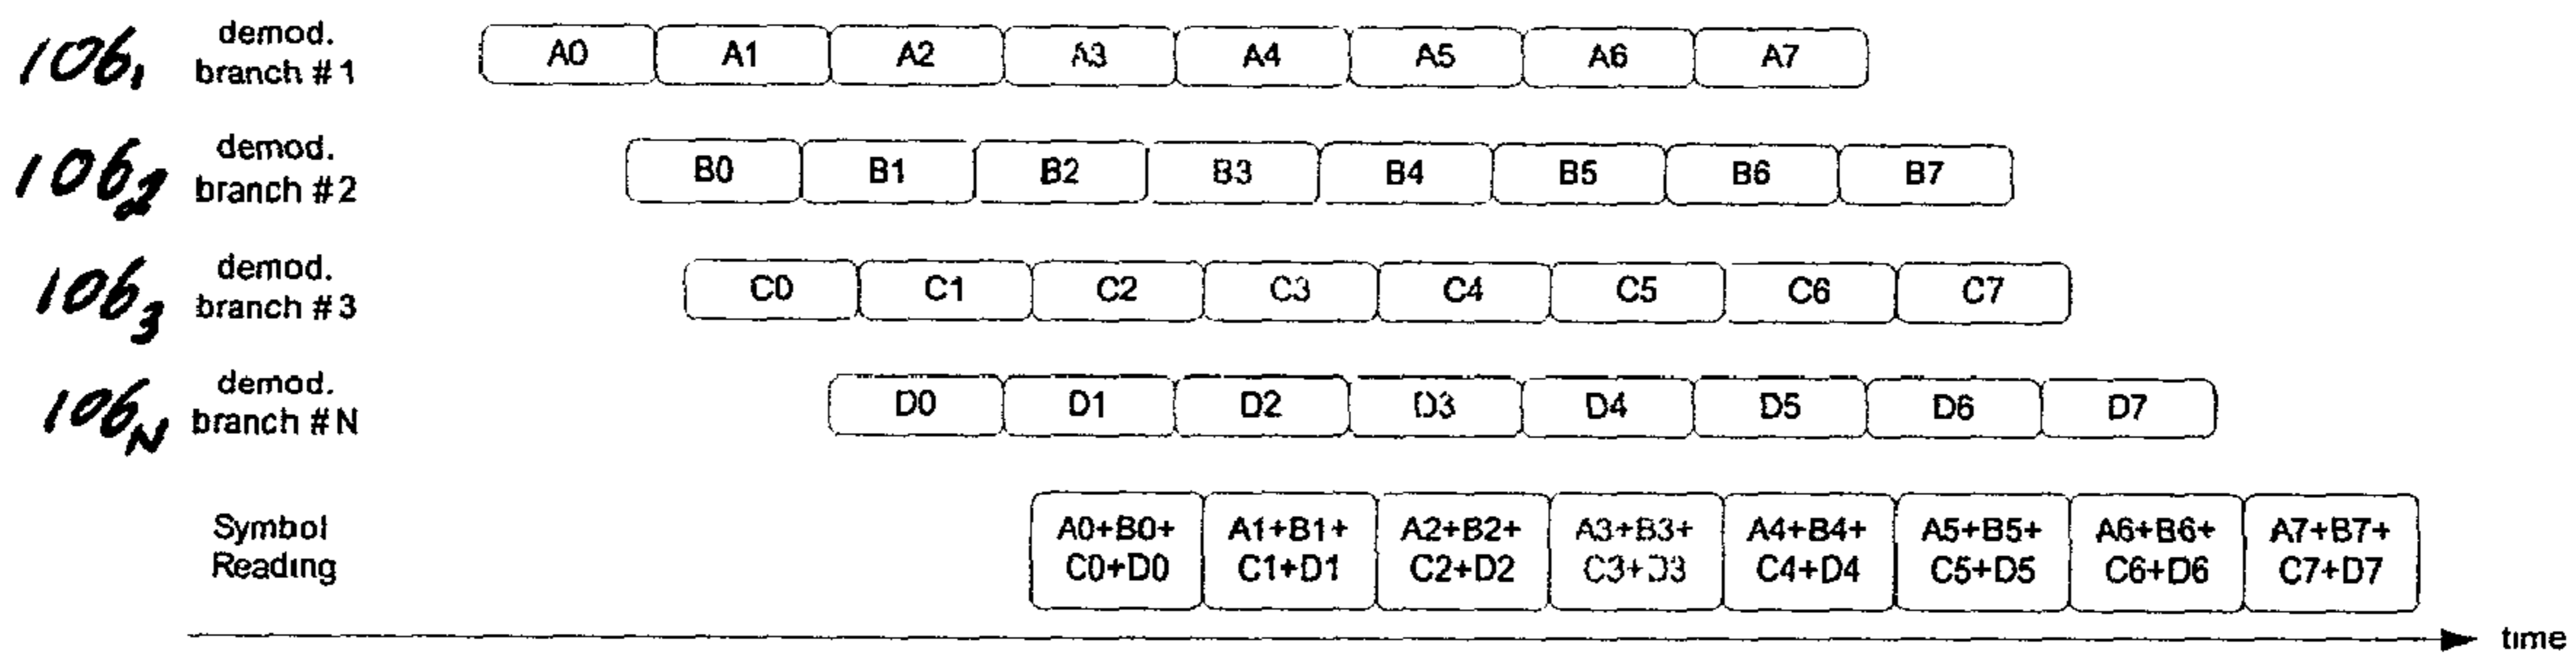 106₁ demod. branch #1 A0 A1 A2 A3 A4 A5 A6 A7
106₂ demod. branch #2 B0 B1 B2 B3 B4 B5 B6 B7
106₃ demod. branch #3 C0 C1 C2 C3 C4 C5 C6 C7
106N demod. branch #N D0 D1 D2 D3 D4 D5 D6 D7
Symbol A0+B0+ A1+B1+ A2+B2+ A3+B3+ A4+B4+ A5+B5+ A6+B6+ A7+B7+
Reading C0+D0 C1+D1 C2+D2 C3+D3 C4+D4 C5+D5 C6+D6 C7+D7
time